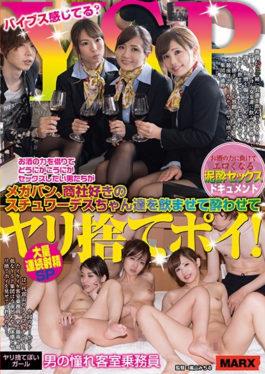 バイブス感じてる？
VSP
お酒の力を借りて
どうにかこうにか
セックスしたい男たちが
メガバン、商社好きの
スチュワーデスちゃん達を飲ませて酔わせて
ヤリ捨てポイ！
お酒の力に負けて
エロくなる
泥酔セックス
ドキュメント
大量
連続射精
SP
ヤリ捨てぽい
ガール
男の憧れ客室乗務員
MARX